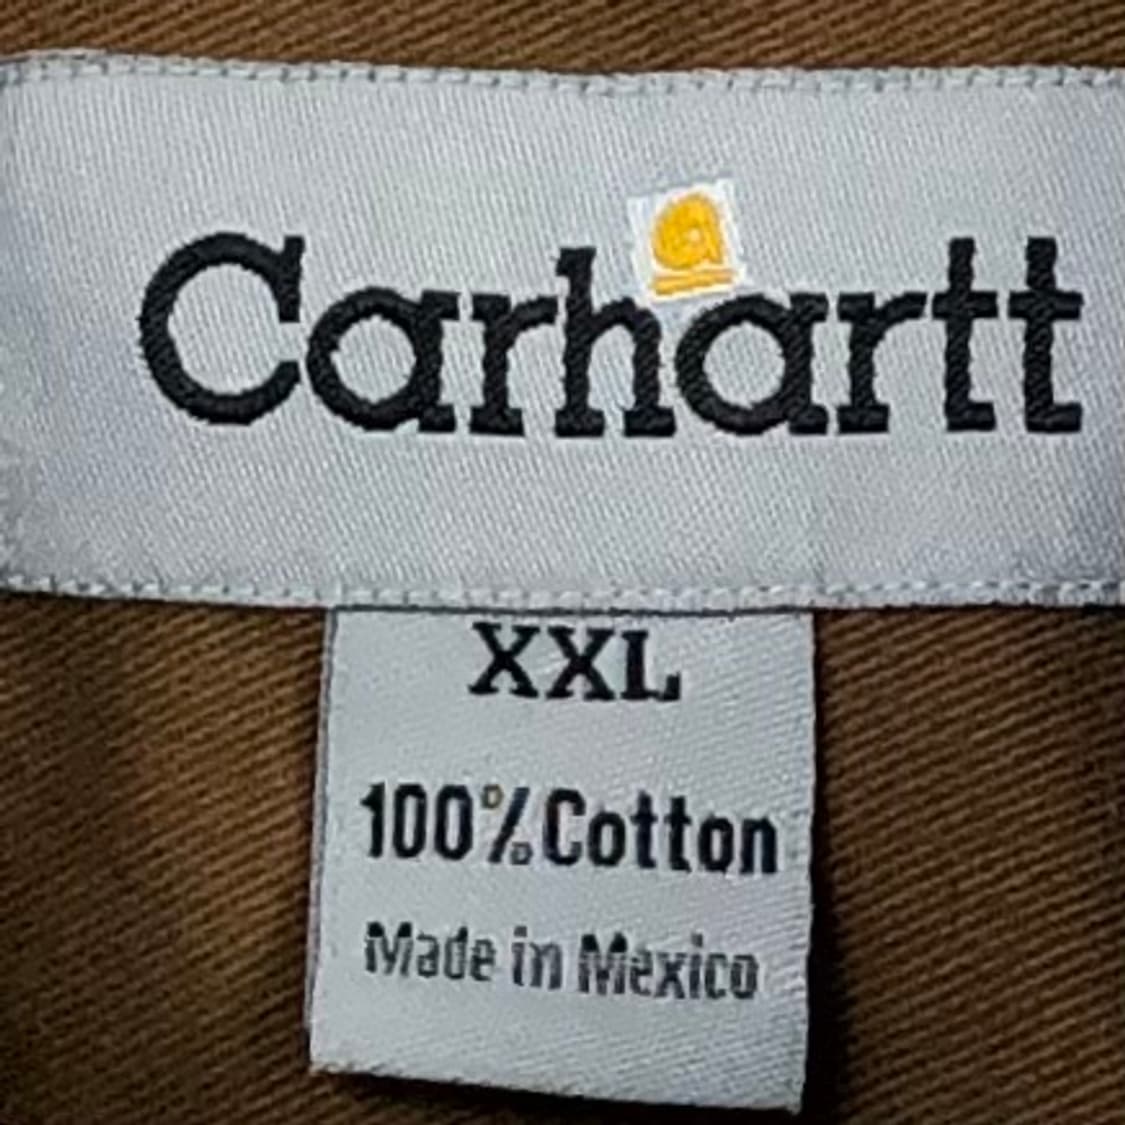 Carhartt
XXL
100% Cotton
Made in Mexico